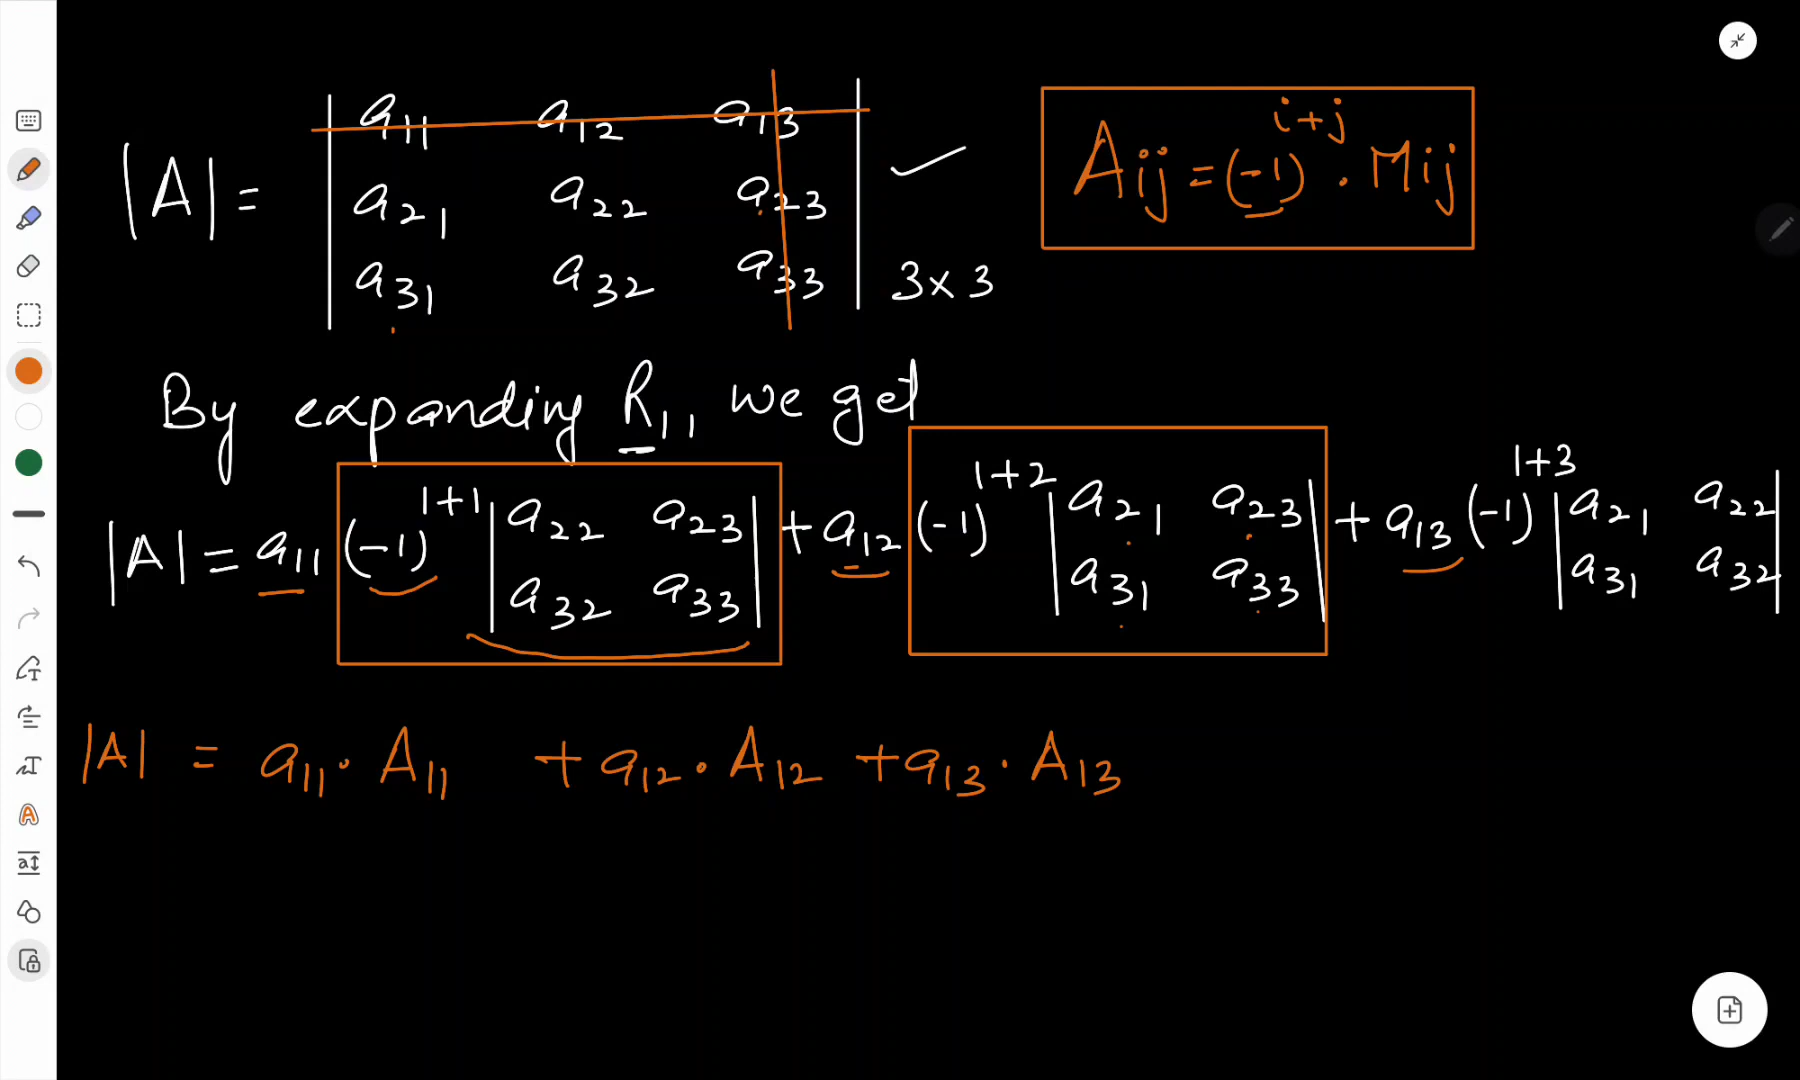 |A| = | a₁₁ a₁₂ a₁₃ |
| a₂₁ a₂₂ a₂₃ | ✓
| a₃₁ a₃₂ a₃₃ | 3×3
Aij = (-1)^(i+j) . Mij
By expanding R₁, we get
|A| = a₁₁ (-1)^(1+1) | a₂₂ a₂₃ | + a₁₂ (-1)^(1+2) | a₂₁ a₂₃ | + a₁₃ (-1)^(1+3) | a₂₁ a₂₂ |
| a₃₂ a₃₃ | | a₃₁ a₃₃ | | a₃₁ a₃₂ |
|A| = a₁₁ . A₁₁ + a₁₂ . A₁₂ + a₁₃ . A₁₃